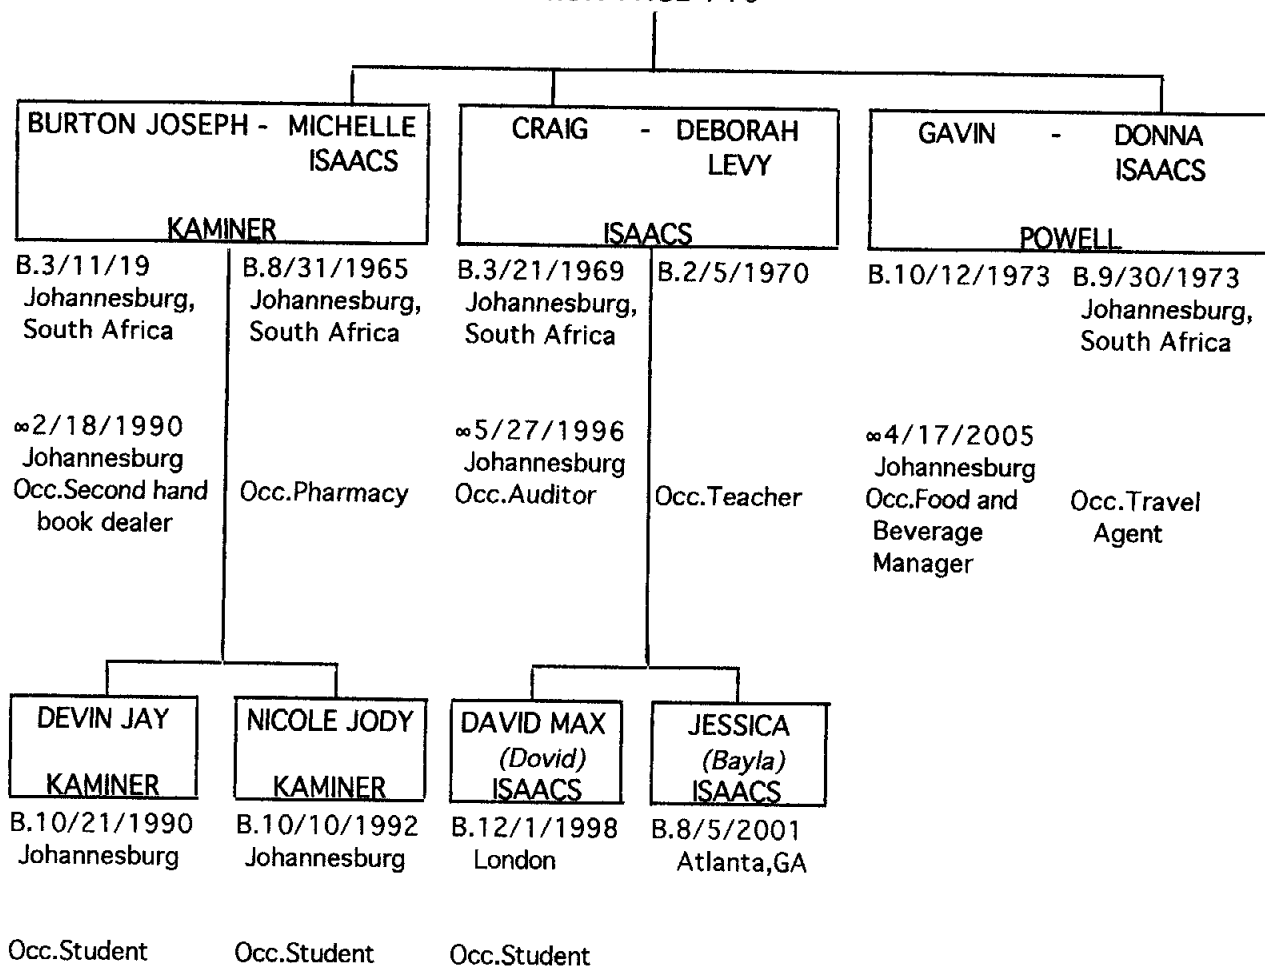 BURTON JOSEPH - MICHELLE
ISAACS
KAMINER
B.3/11/19
Johannesburg,
South Africa
B.8/31/1965
Johannesburg,
South Africa
∞2/18/1990
Johannesburg
Occ.Second hand
book dealer
Occ.Pharmacy
CRAIG - DEBORAH
LEVY
ISAACS
B.3/21/1969
Johannesburg,
South Africa
B.2/5/1970
∞5/27/1996
Johannesburg
Occ.Auditor
Occ.Teacher
GAVIN - DONNA
ISAACS
POWELL
B.10/12/1973
B.9/30/1973
Johannesburg,
South Africa
∞4/17/2005
Johannesburg
Occ.Food and
Beverage
Manager
Occ.Travel
Agent
DEVIN JAY
KAMINER
B.10/21/1990
Johannesburg
Occ.Student
NICOLE JODY
KAMINER
B.10/10/1992
Johannesburg
Occ.Student
DAVID MAX
(Dovid)
ISAACS
B.12/1/1998
London
Occ.Student
JESSICA
(Bayla)
ISAACS
B.8/5/2001
Atlanta,GA